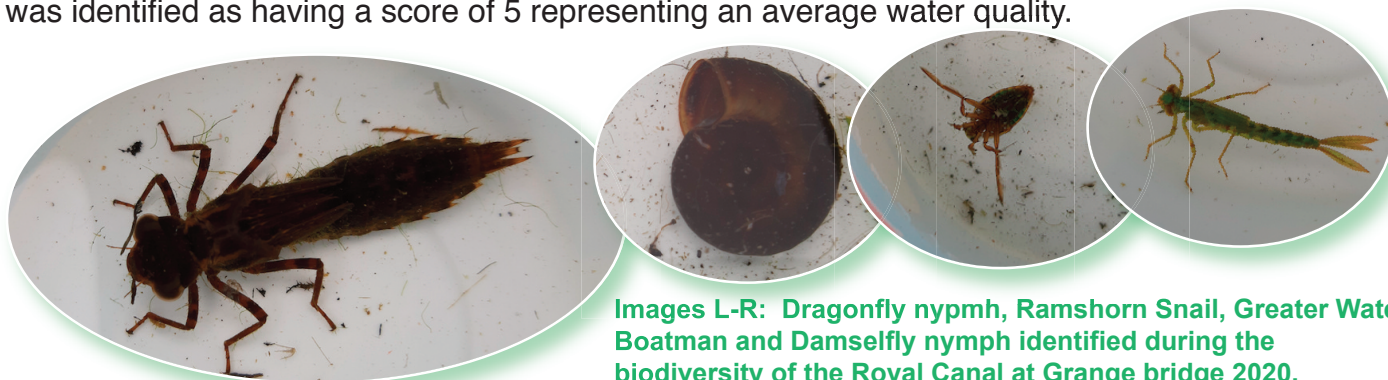 was identified as having a score of 5 representing an average water quality.
Images L-R: Dragonfly nypmh, Ramshorn Snail, Greater Wate
Boatman and Damselfly nymph identified during the
biodiversity of the Royal Canal at Grange bridge 2020.